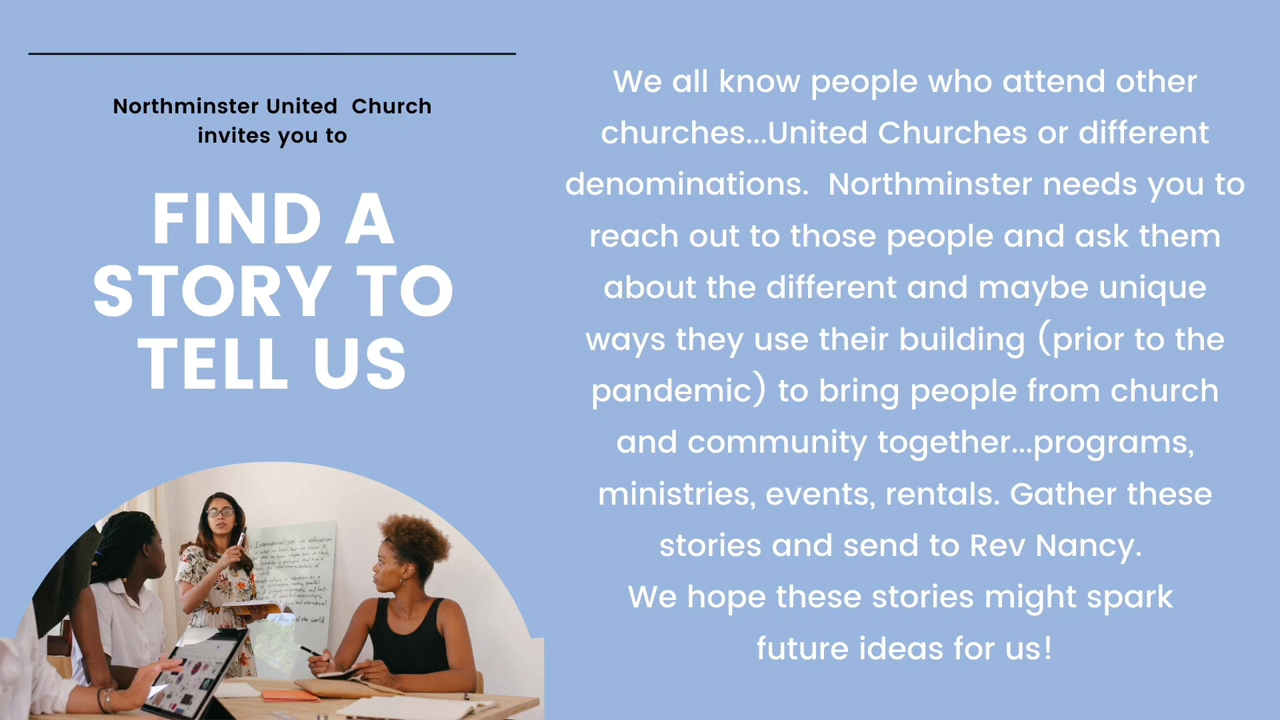 Northminster United  Church
invites you to
FIND A
STORY TO
TELL US
We all know people who attend other
churches...United Churches or different
denominations.  Northminster needs you to
reach out to those people and ask them
about the different and maybe unique
ways they use their building (prior to the
pandemic) to bring people from church
and community together...programs,
ministries, events, rentals. Gather these
stories and send to Rev Nancy.
We hope these stories might spark
future ideas for us!